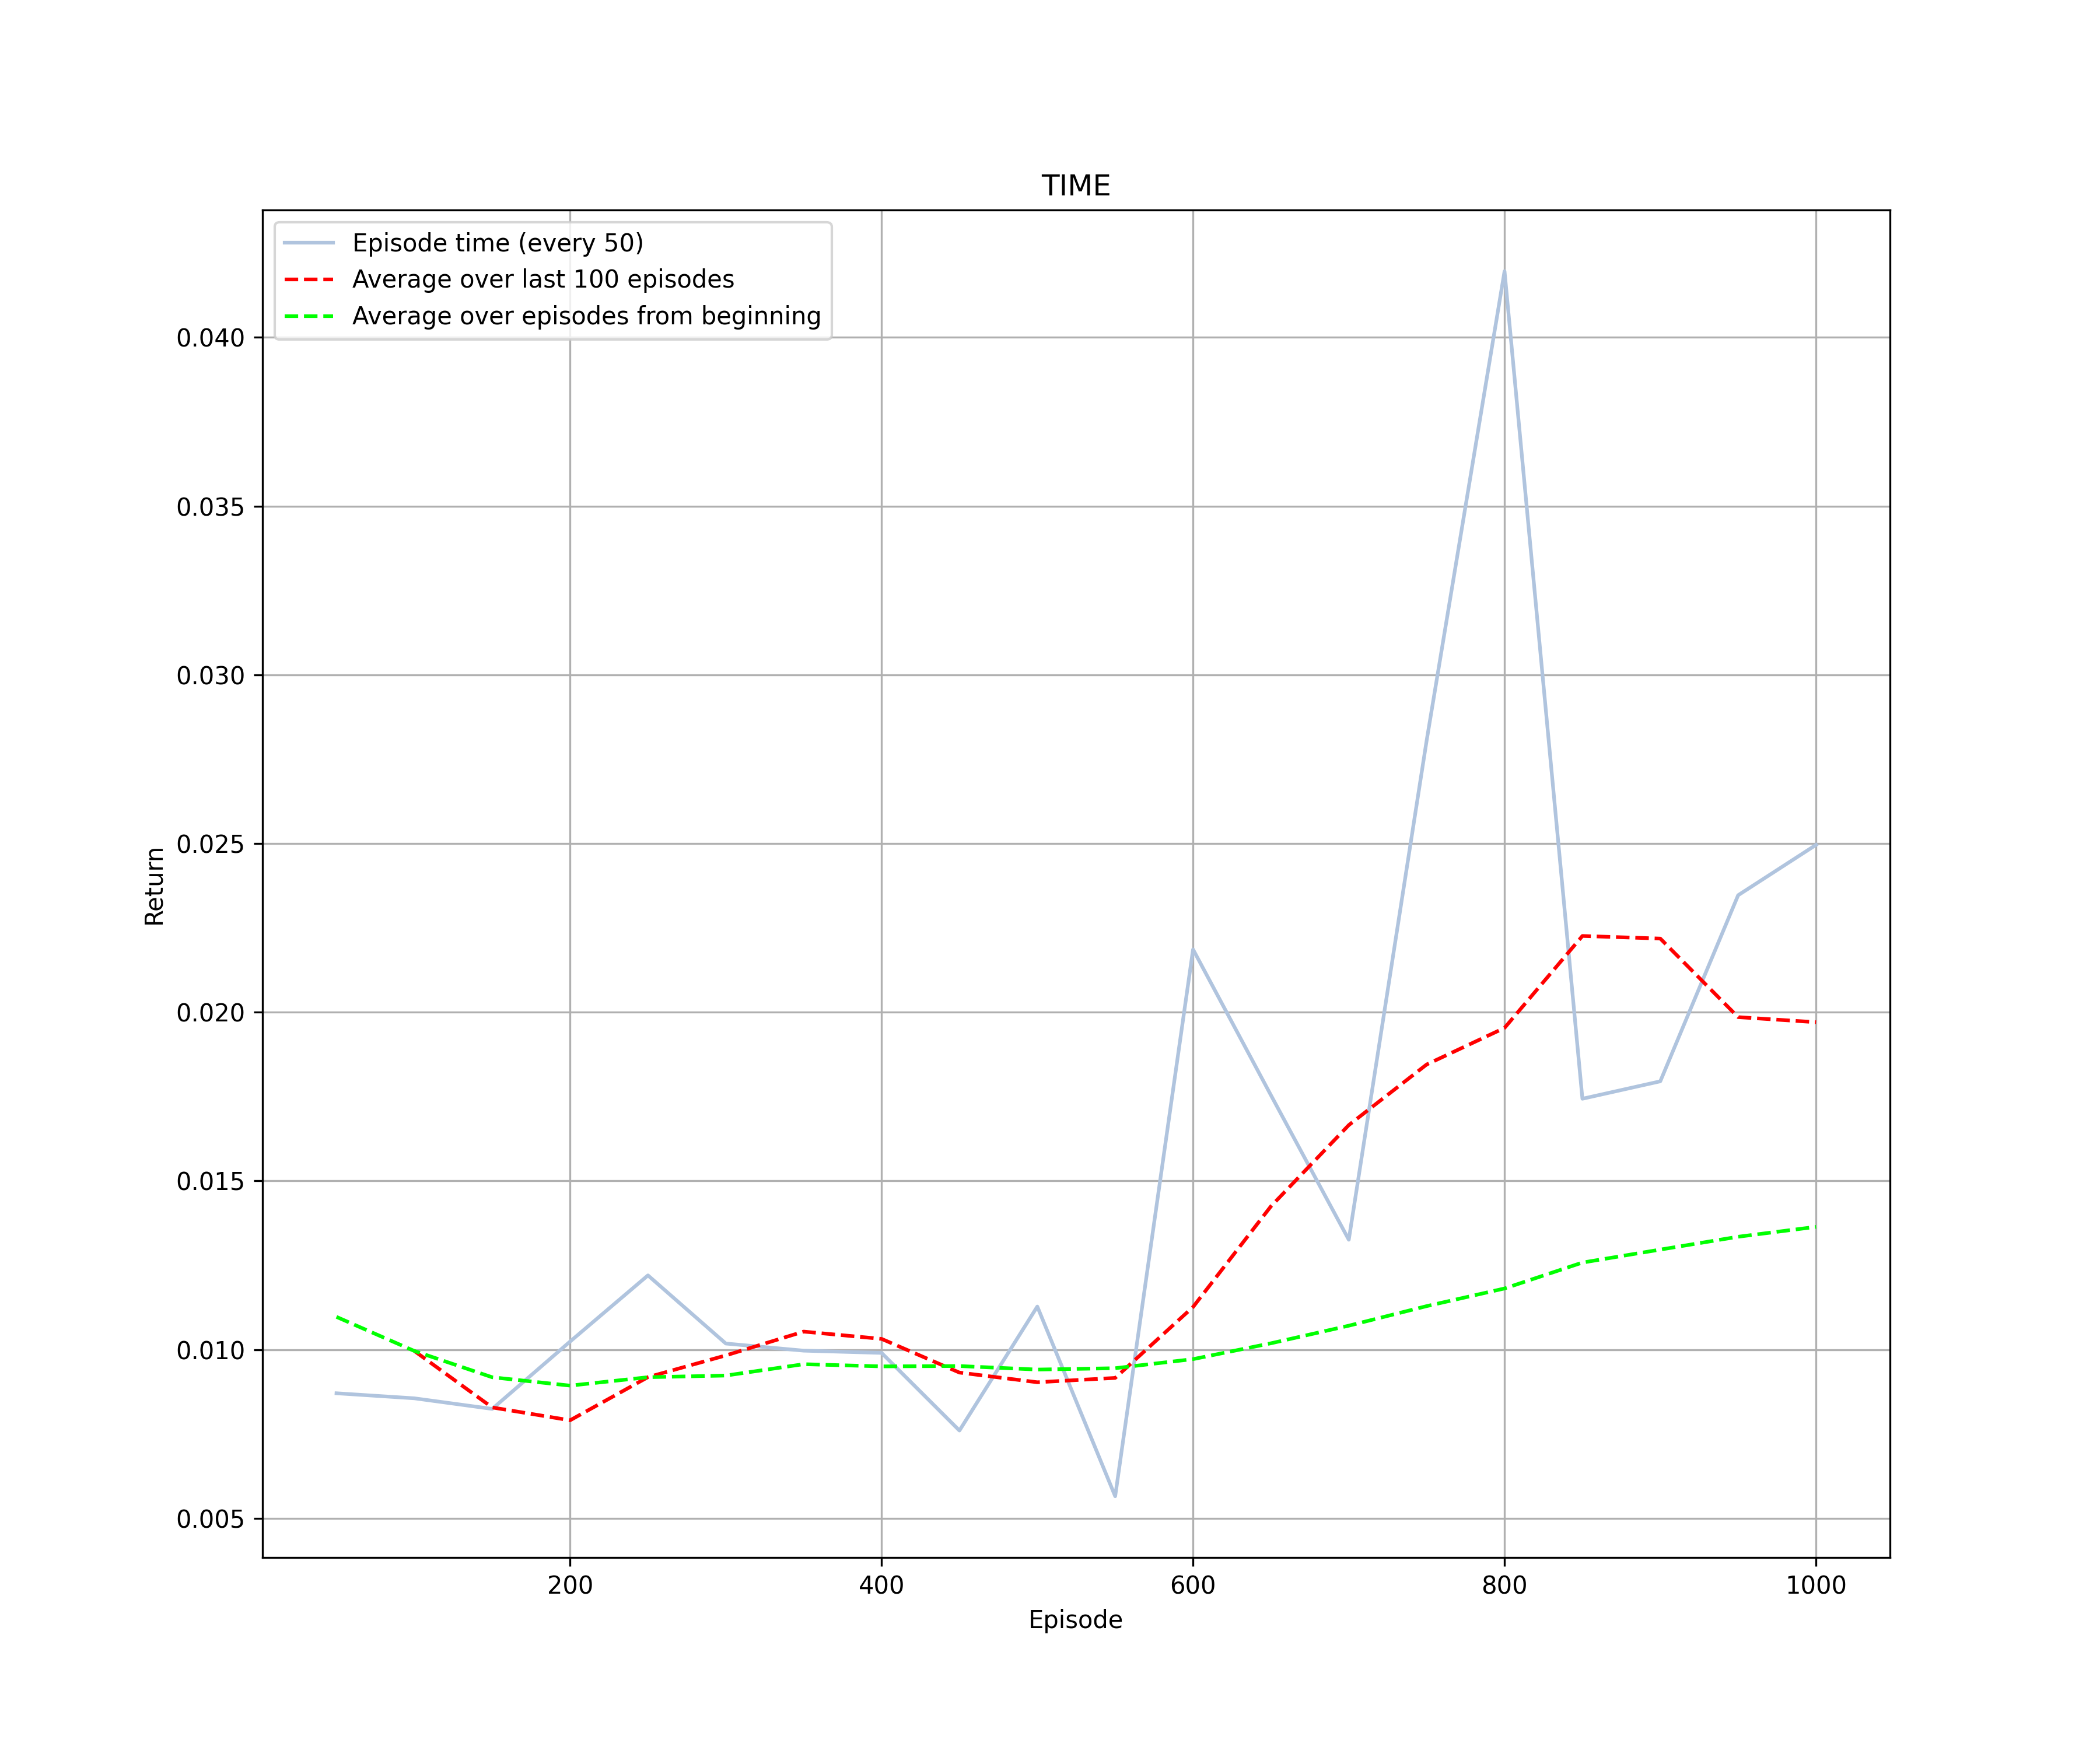 TIME
Episode time (every 50)
Average over last 100 episodes
Average over episodes from beginning
0.040
0.035
0.030
0.025
0.020
0.015
0.010
0.005
Return
200 400 600 800 1000
Episode